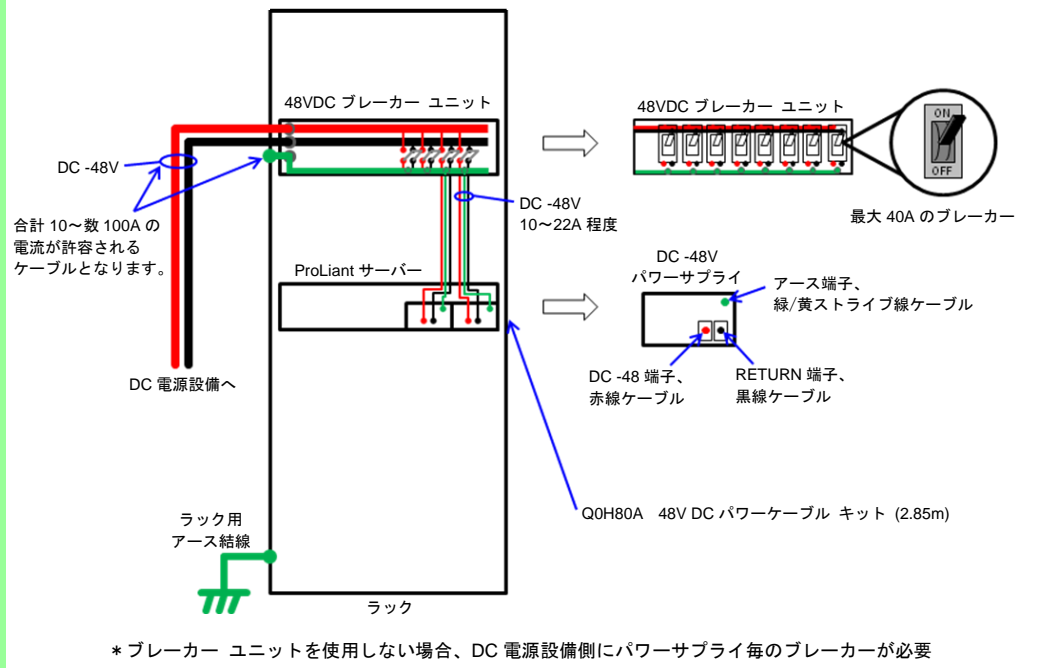 48VDC ブレーカー ユニット
48VDC ブレーカー ユニット
ON
OFF
DC -48V
DC -48V
10～22A 程度
最大 40A のブレーカー
合計 10～数 100A の
電流が許容される
ケーブルとなります。
ProLiant サーバー
DC -48V
パワーサプライ
アース端子、
緑/黄ストライプ線ケーブル
DC 電源設備へ
DC -48 端子、
赤線ケーブル
RETURN 端子、
黒線ケーブル
Q0H80A 48V DC パワーケーブル キット (2.85m)
ラック用
アース結線
ラック
* ブレーカー ユニットを使用しない場合、DC 電源設備側にパワーサプライ毎のブレーカーが必要